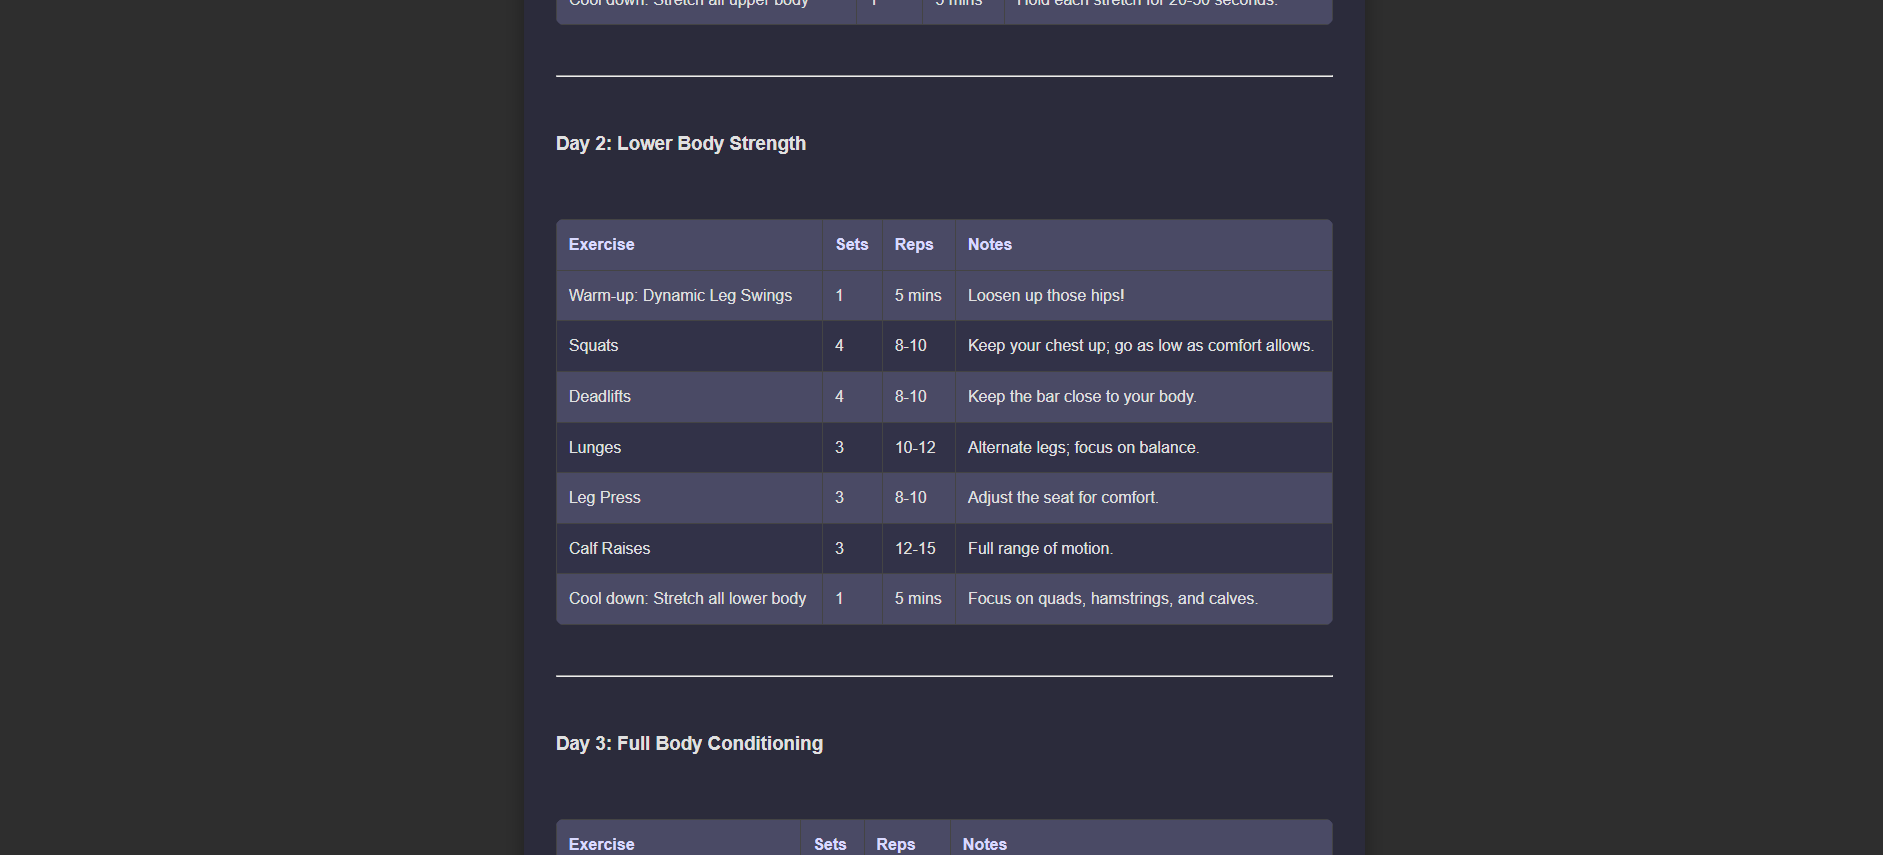 Cool down: Stretch all upper body 1 5 mins Hold each stretch for 20-30 seconds.
Day 2: Lower Body Strength
Exercise Sets Reps Notes
Warm-up: Dynamic Leg Swings 1 5 mins Loosen up those hips!
Squats 4 8-10 Keep your chest up; go as low as comfort allows.
Deadlifts 4 8-10 Keep the bar close to your body.
Lunges 3 10-12 Alternate legs; focus on balance.
Leg Press 3 8-10 Adjust the seat for comfort.
Calf Raises 3 12-15 Full range of motion.
Cool down: Stretch all lower body 1 5 mins Focus on quads, hamstrings, and calves.
Day 3: Full Body Conditioning
Exercise Sets Reps Notes